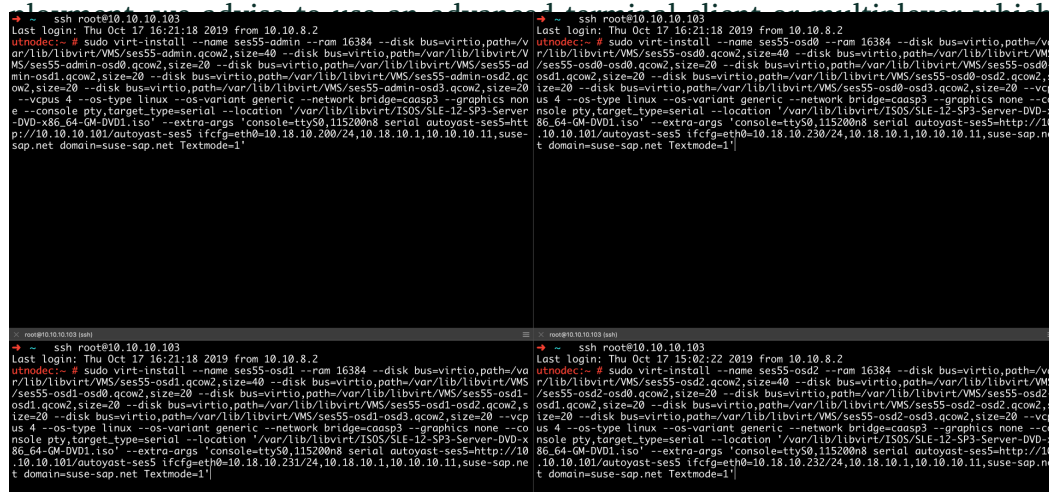 to use an advanced terminal client or which
➜ ~ ssh root@10.10.10.103
Last login: Thu Oct 17 16:21:18 2019 from 10.10.8.2
utnodec:~ # sudo virt-install --name ses55-admin --ram 16384 --disk bus=virtio,path=/v
ar/lib/libvirt/VMS/ses55-admin.qcow2,size=40 --disk bus=virtio,path=/var/lib/libvirt/V
MS/ses55-admin-osd0.qcow2,size=20 --disk bus=virtio,path=/var/lib/libvirt/VMS/ses55-ad
min-osd1.qcow2,size=20 --disk bus=virtio,path=/var/lib/libvirt/VMS/ses55-admin-osd2.qc
ow2,size=20 --disk bus=virtio,path=/var/lib/libvirt/VMS/ses55-admin-osd3.qcow2,size=20
--vcpus 4 --os-type linux --os-variant generic --network bridge=caasp3 --graphics non
e --console pty,target_type=serial --location '/var/lib/libvirt/ISOS/SLE-12-SP3-Server
-DVD-x86_64-GM-DVD1.iso' --extra-args 'console=ttyS0,115200n8 serial autoyast-ses5=htt
p://10.10.10.101/autoyast-ses5 ifcfg=eth0=10.18.10.200/24,10.18.10.1,10.10.10.11,suse-
sap.net domain=suse-sap.net Textmode=1'
➜ ~ ssh root@10.10.10.103
Last login: Thu Oct 17 16:21:18 2019 from 10.10.8.2
utnodec:~ # sudo virt-install --name ses55-osd0 --ram 16384 --disk bus=virtio,path=/va
r/lib/libvirt/VMS/ses55-osd0.qcow2,size=40 --disk bus=virtio,path=/var/lib/libvirt/VMS
/ses55-osd0-osd0.qcow2,size=20 --disk bus=virtio,path=/var/lib/libvirt/VMS/ses55-osd0-
osd1.qcow2,size=20 --disk bus=virtio,path=/var/lib/libvirt/VMS/ses55-osd0-osd2.qcow2,s
ize=20 --disk bus=virtio,path=/var/lib/libvirt/VMS/ses55-osd0-osd3.qcow2,size=20 --vcp
us 4 --os-type linux --os-variant generic --network bridge=caasp3 --graphics none --co
nsole pty,target_type=serial --location '/var/lib/libvirt/ISOS/SLE-12-SP3-Server-DVD-x
86_64-GM-DVD1.iso' --extra-args 'console=ttyS0,115200n8 serial autoyast-ses5=http://10
.10.10.101/autoyast-ses5 ifcfg=eth0=10.18.10.230/24,10.18.10.1,10.10.10.11,suse-sap.ne
t domain=suse-sap.net Textmode=1'
root@10.10.10.103 (ssh)
root@10.10.10.103 (ssh)
➜ ~ ssh root@10.10.10.103
Last login: Thu Oct 17 16:21:18 2019 from 10.10.8.2
utnodec:~ # sudo virt-install --name ses55-osd1 --ram 16384 --disk bus=virtio,path=/va
r/lib/libvirt/VMS/ses55-osd1.qcow2,size=40 --disk bus=virtio,path=/var/lib/libvirt/VMS
/ses55-osd1-osd0.qcow2,size=20 --disk bus=virtio,path=/var/lib/libvirt/VMS/ses55-osd1-
osd1.qcow2,size=20 --disk bus=virtio,path=/var/lib/libvirt/VMS/ses55-osd1-osd2.qcow2,s
ize=20 --disk bus=virtio,path=/var/lib/libvirt/VMS/ses55-osd1-osd3.qcow2,size=20 --vcp
us 4 --os-type linux --os-variant generic --network bridge=caasp3 --graphics none --co
nsole pty,target_type=serial --location '/var/lib/libvirt/ISOS/SLE-12-SP3-Server-DVD-x
86_64-GM-DVD1.iso' --extra-args 'console=ttyS0,115200n8 serial autoyast-ses5=http://10
.10.10.101/autoyast-ses5 ifcfg=eth0=10.18.10.231/24,10.18.10.1,10.10.10.11,suse-sap.ne
t domain=suse-sap.net Textmode=1'
➜ ~ ssh root@10.10.10.103
Last login: Thu Oct 17 15:02:22 2019 from 10.10.8.2
utnodec:~ # sudo virt-install --name ses55-osd2 --ram 16384 --disk bus=virtio,path=/va
r/lib/libvirt/VMS/ses55-osd2.qcow2,size=40 --disk bus=virtio,path=/var/lib/libvirt/VMS
/ses55-osd2-osd0.qcow2,size=20 --disk bus=virtio,path=/var/lib/libvirt/VMS/ses55-osd2-
osd1.qcow2,size=20 --disk bus=virtio,path=/var/lib/libvirt/VMS/ses55-osd2-osd2.qcow2,s
ize=20 --disk bus=virtio,path=/var/lib/libvirt/VMS/ses55-osd2-osd3.qcow2,size=20 --vcp
us 4 --os-type linux --os-variant generic --network bridge=caasp3 --graphics none --co
nsole pty,target_type=serial --location '/var/lib/libvirt/ISOS/SLE-12-SP3-Server-DVD-x
86_64-GM-DVD1.iso' --extra-args 'console=ttyS0,115200n8 serial autoyast-ses5=http://10
.10.10.101/autoyast-ses5 ifcfg=eth0=10.18.10.232/24,10.18.10.1,10.10.10.11,suse-sap.ne
t domain=suse-sap.net Textmode=1'